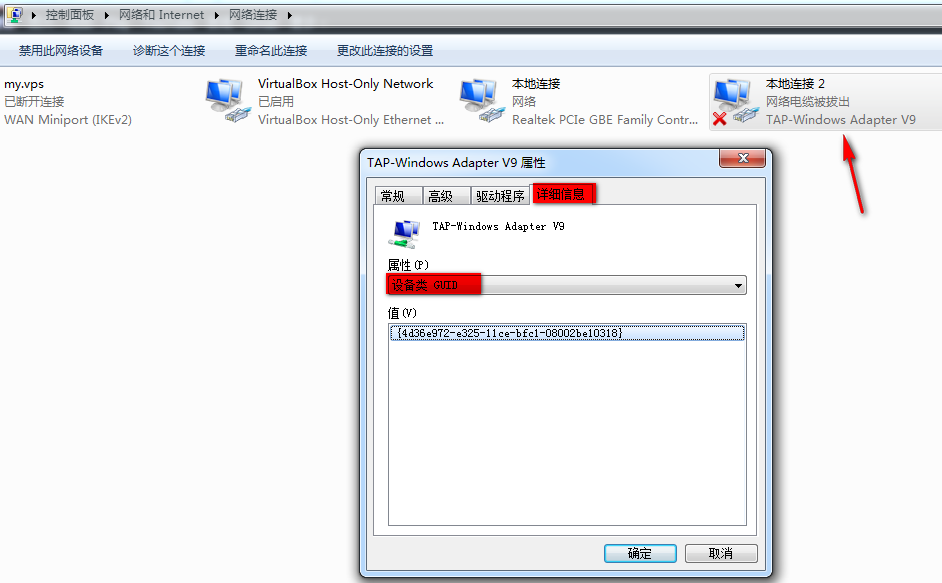 控制面板 ▸ 网络和 Internet ▸ 网络连接 ▸
禁用此网络设备 诊断这个连接 重命名此连接 更改此连接的设置
my.vps
已断开连接
WAN Miniport (IKEv2)
VirtualBox Host-Only Network
已启用
VirtualBox Host-Only Ethernet ...
本地连接
网络
Realtek PCIe GBE Family Contr...
本地连接 2
网络电缆被拔出
TAP-Windows Adapter V9
TAP-Windows Adapter V9 属性
常规 高级 驱动程序 详细信息
TAP-Windows Adapter V9
属性(P)
设备类 GUID
值(V)
{4d36e972-e325-11ce-bfc1-08002be10318}
确定 取消